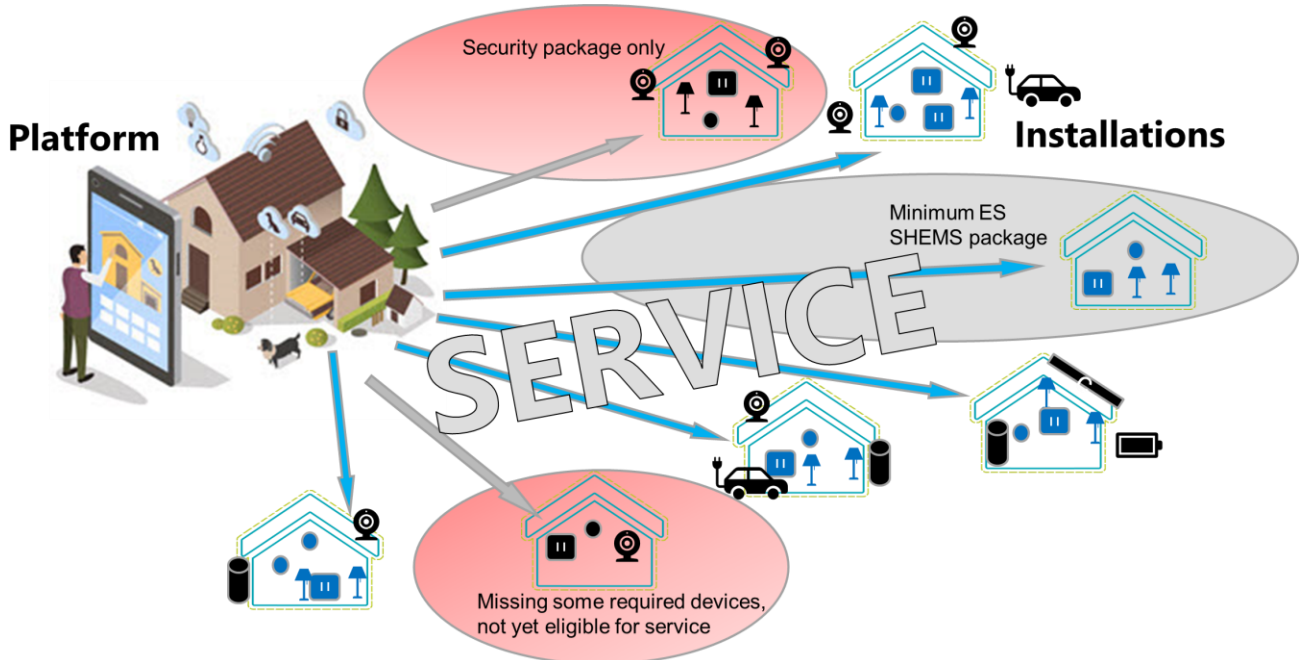 Security package only
Platform
Installations
Minimum ES
SHEMS package
SERVICE
Missing some required devices,
not yet eligible for service